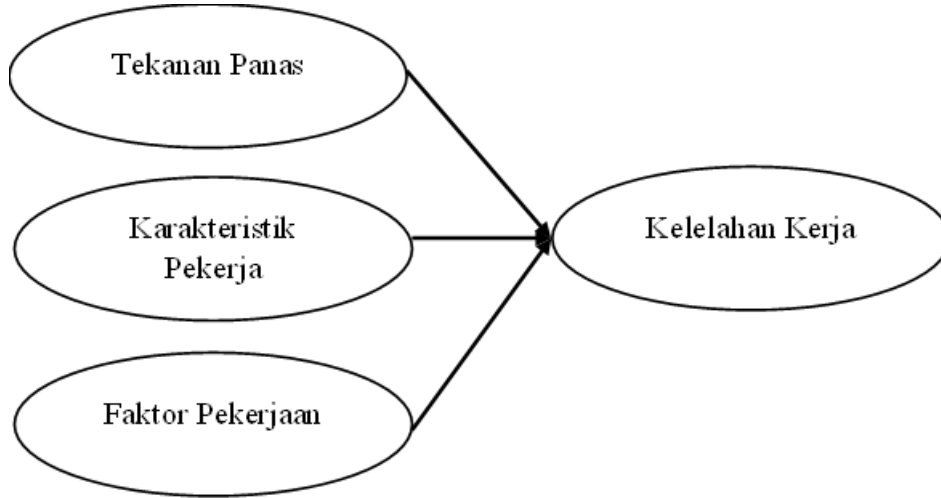 Tekanan Panas
Karakteristik
Pekerja
Kelelahan Kerja
Faktor Pekerjaan